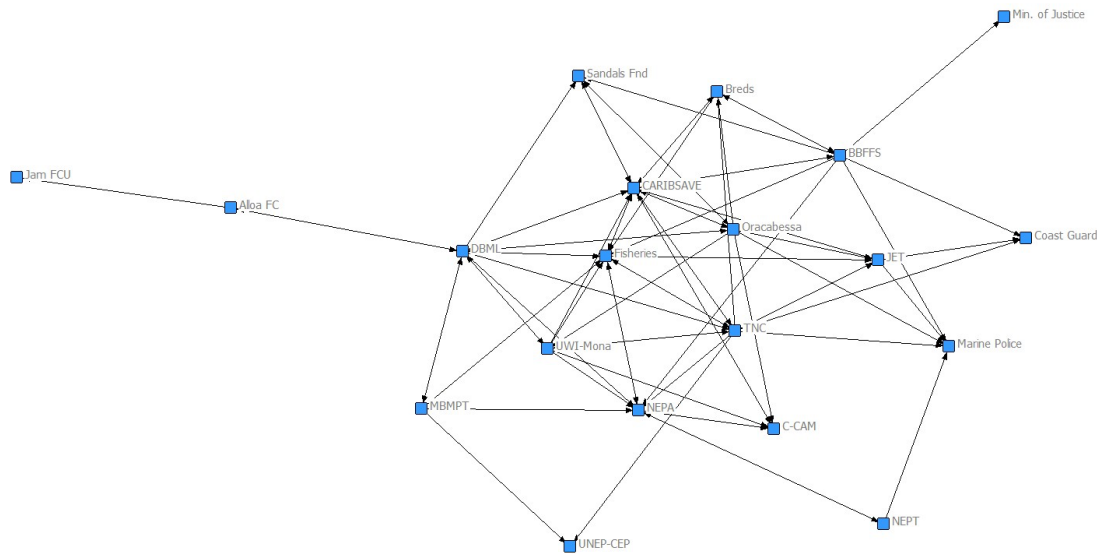 Min. of Justice
Sandals Fnd
Breds
BBFFS
Jam FCU
CARIBSAVE
Alloa FC
Oracabessa
Coast Guard
DBML
Fisheries
JET
TNC
UWI-Mona
Marine Police
MBMPT
NEPA
C-CAM
NEPT
UNEP-CEP